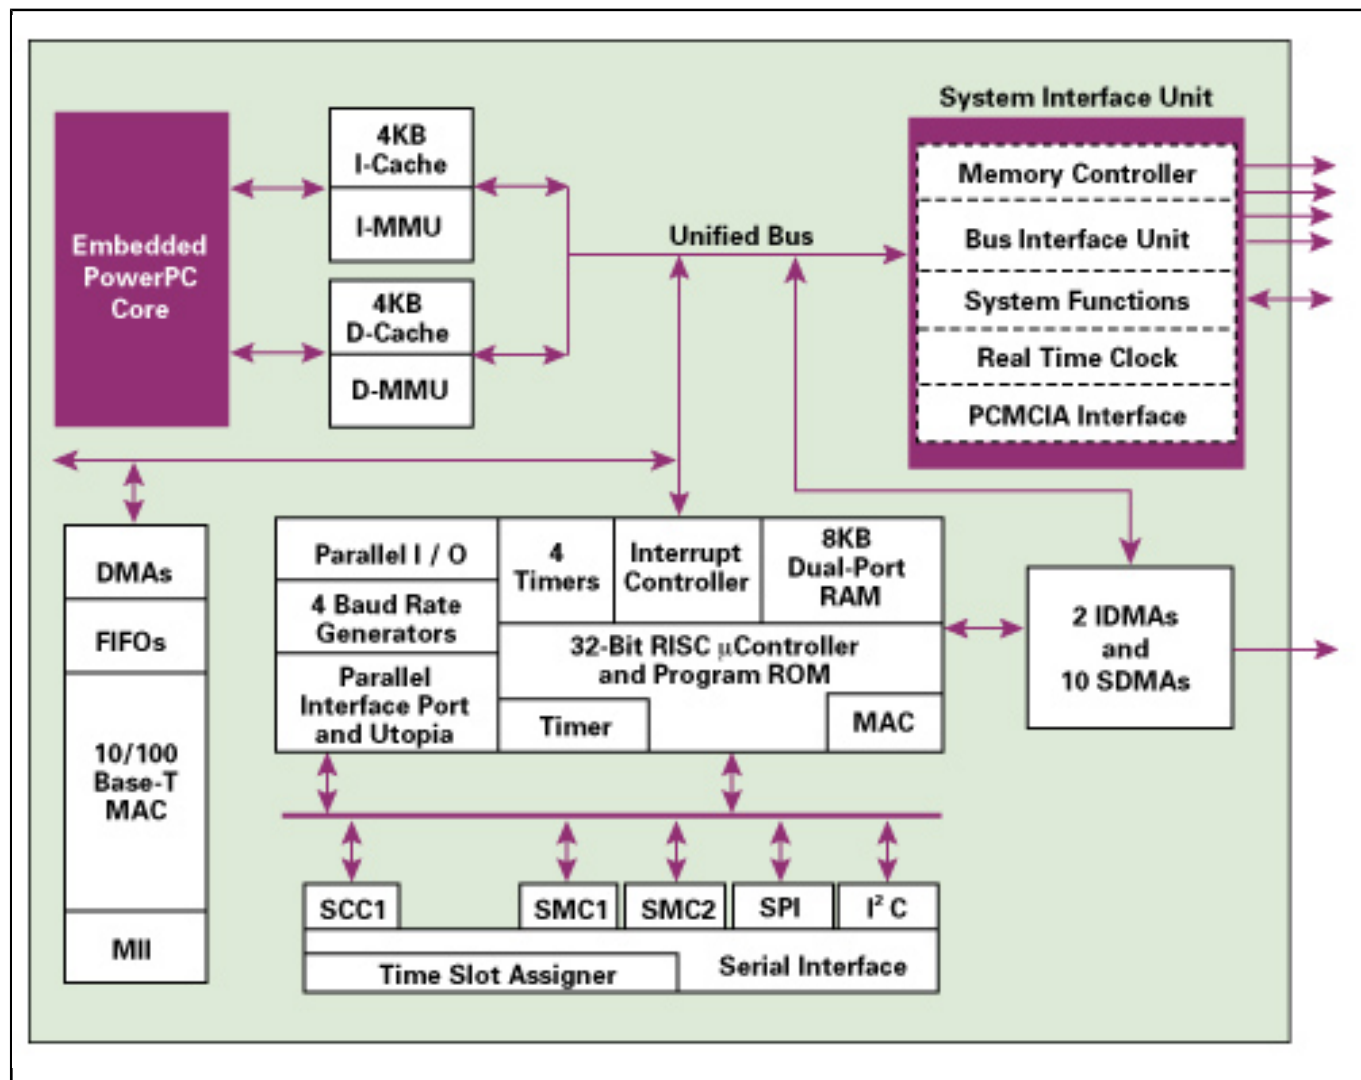 System Interface Unit
4KB
I-Cache
I-MMU
Embedded
PowerPC
Core
4KB
D-Cache
D-MMU
Unified Bus
Memory Controller
Bus Interface Unit
System Functions
Real Time Clock
PCMCIA Interface
DMAs
FIFOs
10/100
Base-T
MAC
MII
Parallel I / O
4 Baud Rate
Generators
Parallel
Interface Port
and Utopia
4
Timers
Interrupt
Controller
8KB
Dual-Port
RAM
32-Bit RISC μController
and Program ROM
Timer
MAC
2 IDMAs
and
10 SDMAs
SCC1
SMC1
SMC2
SPI
I² C
Time Slot Assigner
Serial Interface